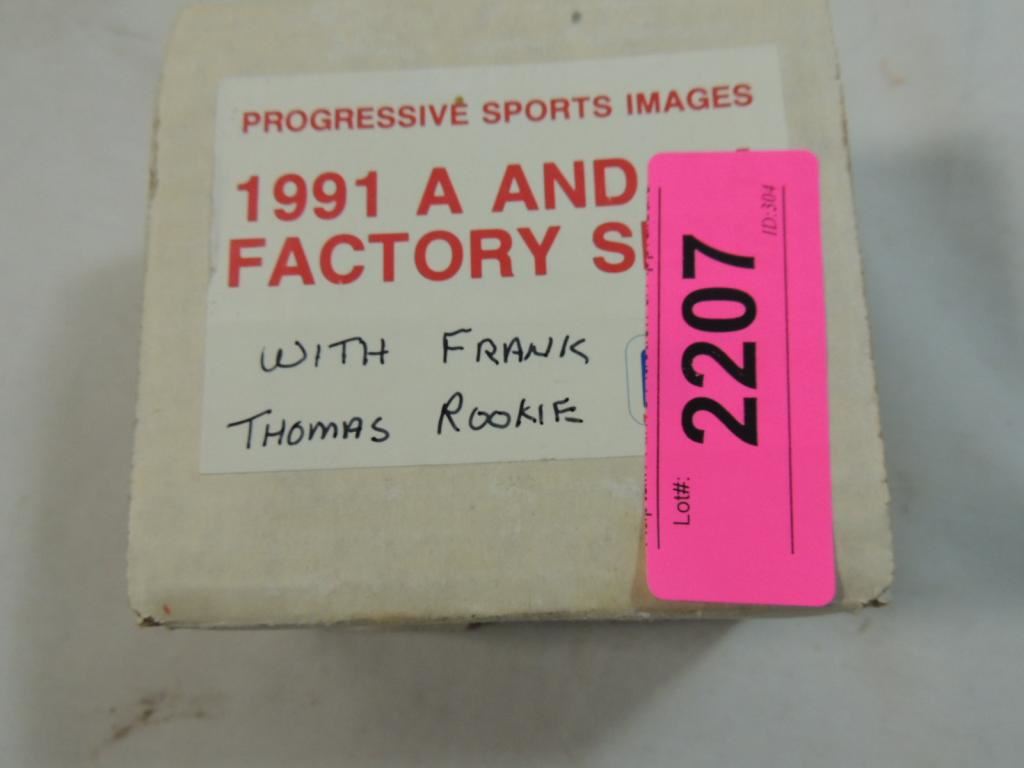 PROGRESSIVE SPORTS IMAGES
1991 A AND
FACTORY
WITH FRANK
THOMAS ROOKIE
Lot#: 2207
ID:304